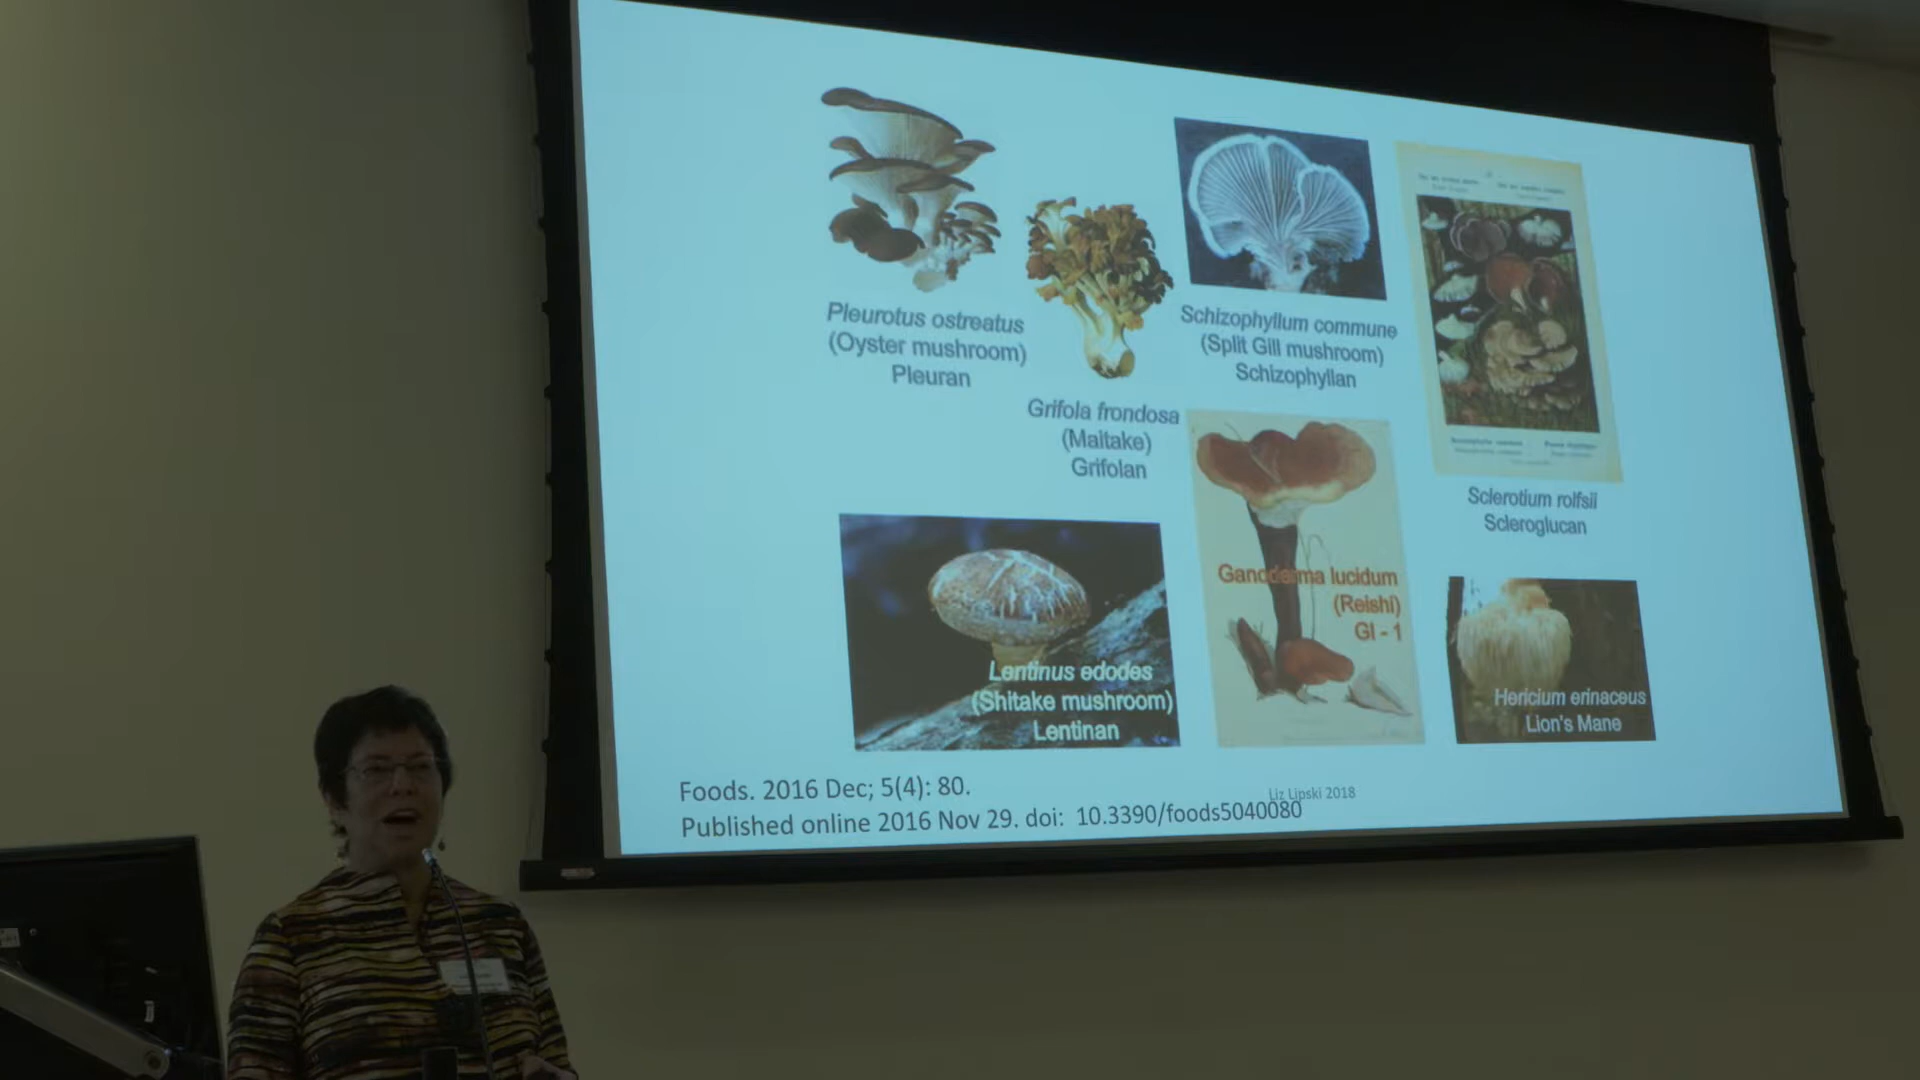 Pleurotus ostreatus
(Oyster mushroom)
Pleuran
Grifola frondosa
(Maitake)
Grifolan
Schizophyllum commune
(Split Gill mushroom)
Schizophyllan
Sclerotium rolfsii
Scleroglucan
Lentinus edodes
(Shitake mushroom)
Lentinan
Ganoderma lucidum
(Reishi)
Gl - 1
Hericium erinaceus
Lion's Mane
Foods. 2016 Dec; 5(4): 80.
Liz Lipski 2018
Published online 2016 Nov 29. doi: 10.3390/foods5040080